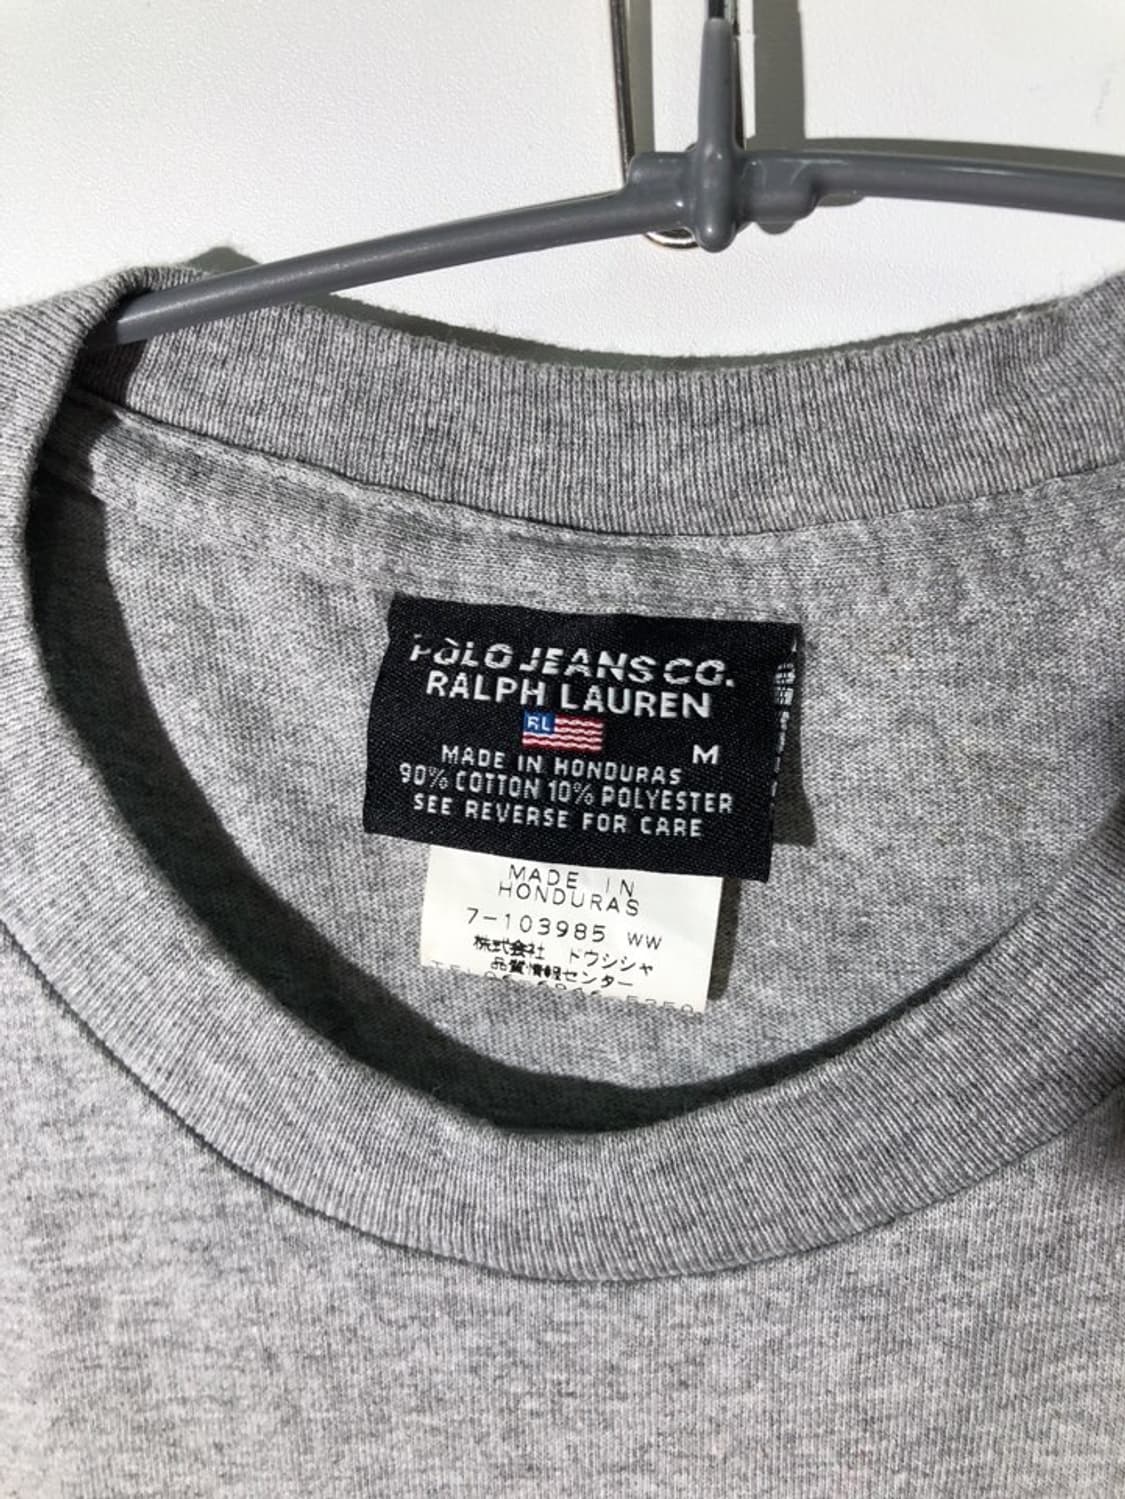 POLO JEANS CO.
RALPH LAUREN
RL
M
MADE IN HONDURAS
90% COTTON 10% POLYESTER
SEE REVERSE FOR CARE
MADE IN
HONDURAS
7-103985 WW
株式会社 ドウシシャ
品質情報センター